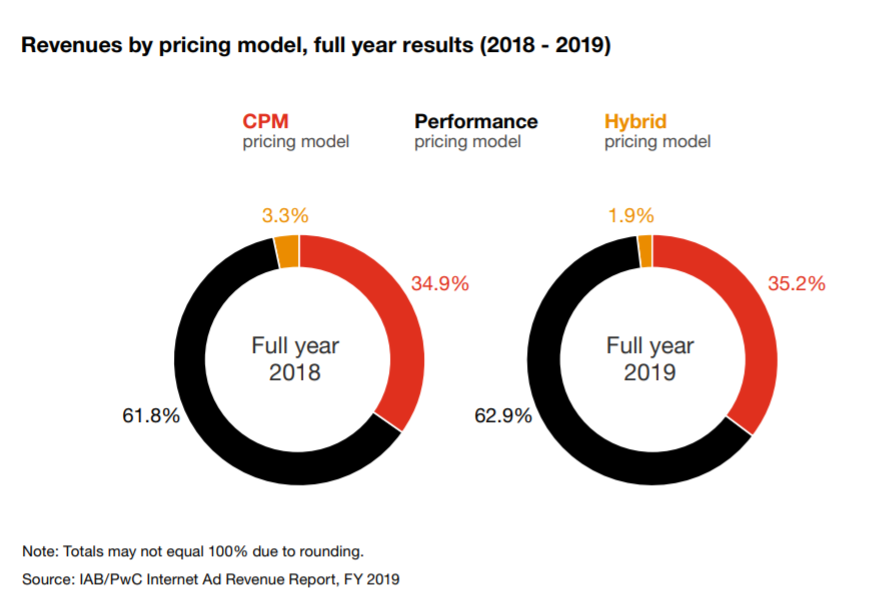 Revenues by pricing model, full year results (2018 - 2019)
CPM
pricing model
Performance
pricing model
Hybrid
pricing model
3.3%
34.9%
Full year
2018
61.8%
1.9%
35.2%
Full year
2019
62.9%
Note: Totals may not equal 100% due to rounding.
Source: IAB/PwC Internet Ad Revenue Report, FY 2019